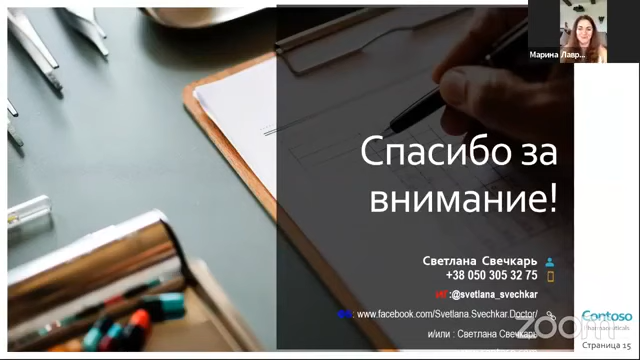 Марина Лавр...
Спасибо за
внимание!
Светлана Свечкарь
+38 050 305 32 75
:@svetlana_svechkar
: www.facebook.com/Svetlana.Svechkar.Doctor/
и/или : Светлана Свечкарь
Contoso
Pharmaceuticals
zoom
Страница 15